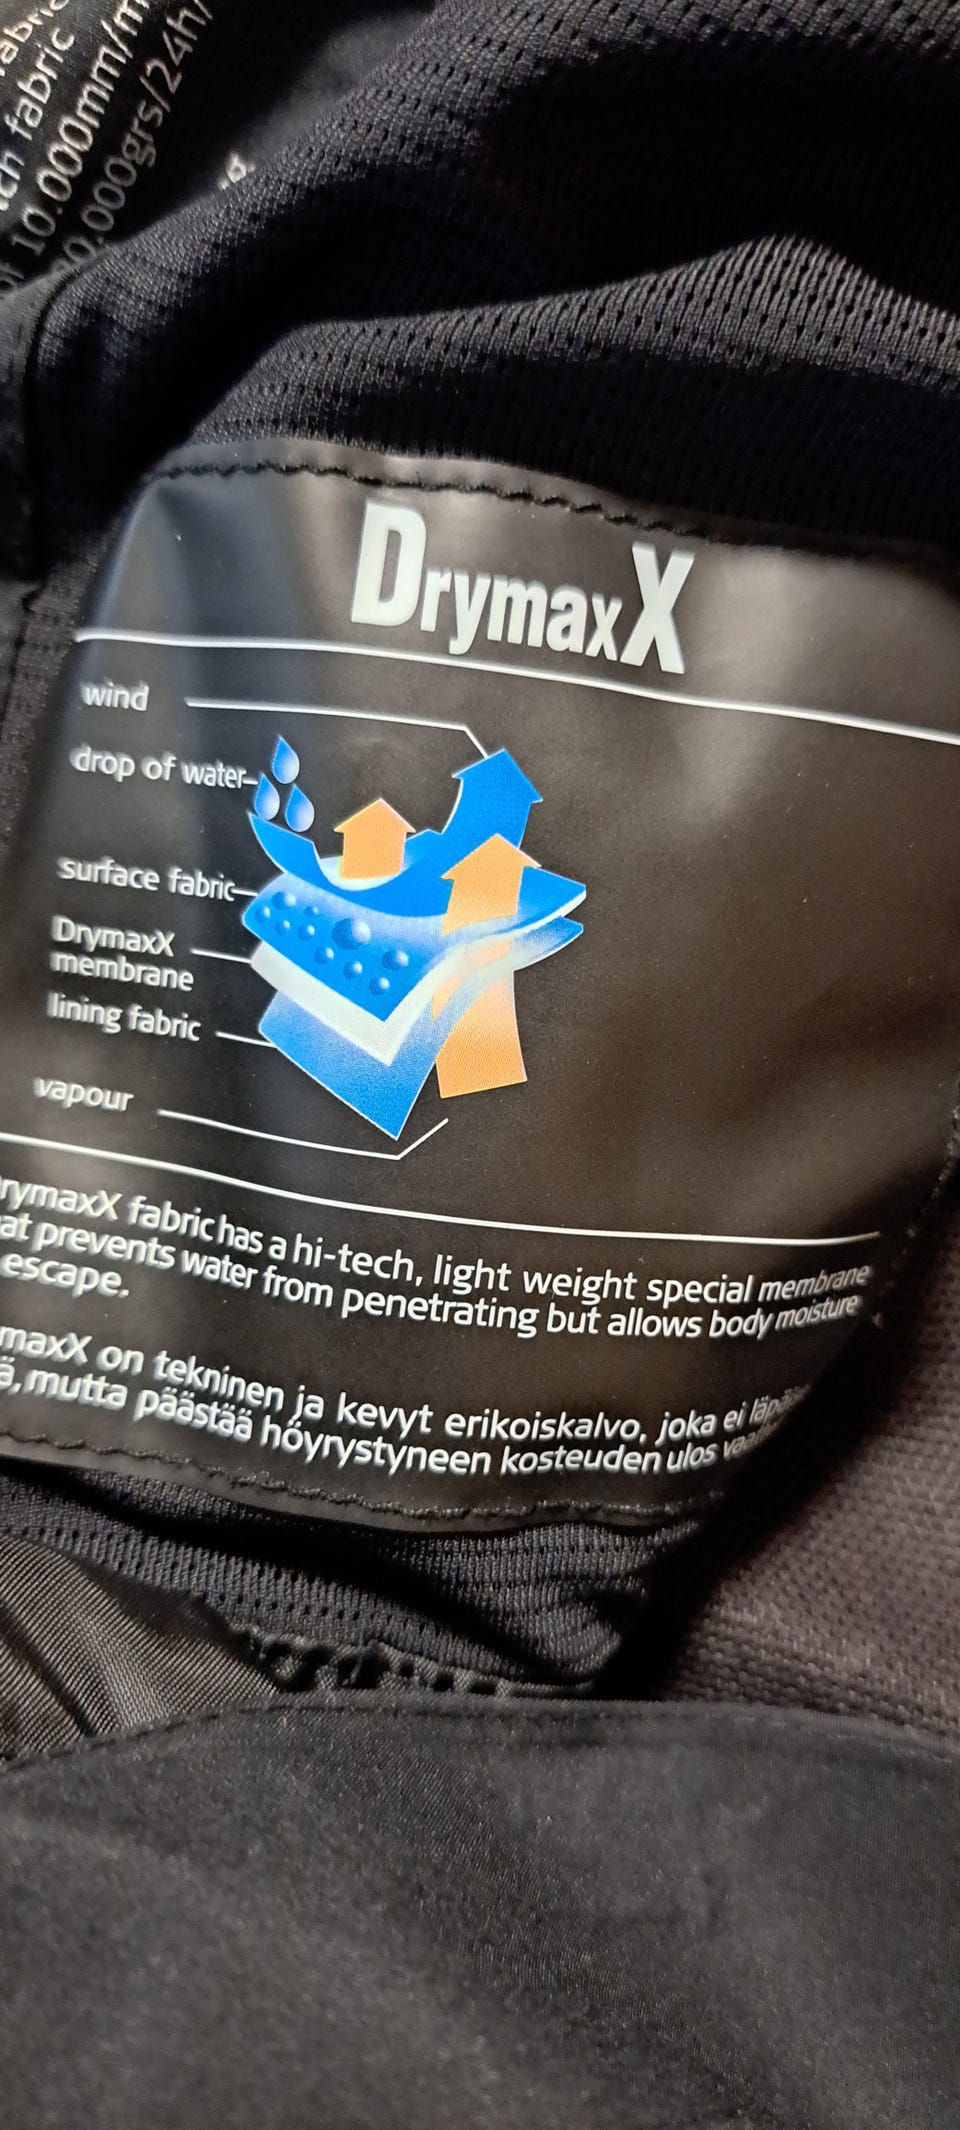 fabric
10.000mm/m
.000grs/24h/
DrymaxX
wind
drop of water
surface fabric
DrymaxX
membrane
lining fabric
vapour
rymaxX fabric has a hi-tech, light weight special membrane
at prevents water from penetrating but allows body moisture
escape.
maxX on tekninen ja kevyt erikoiskalvo, joka ei
ä, mutta päästää höyrystyneen kosteuden ulos